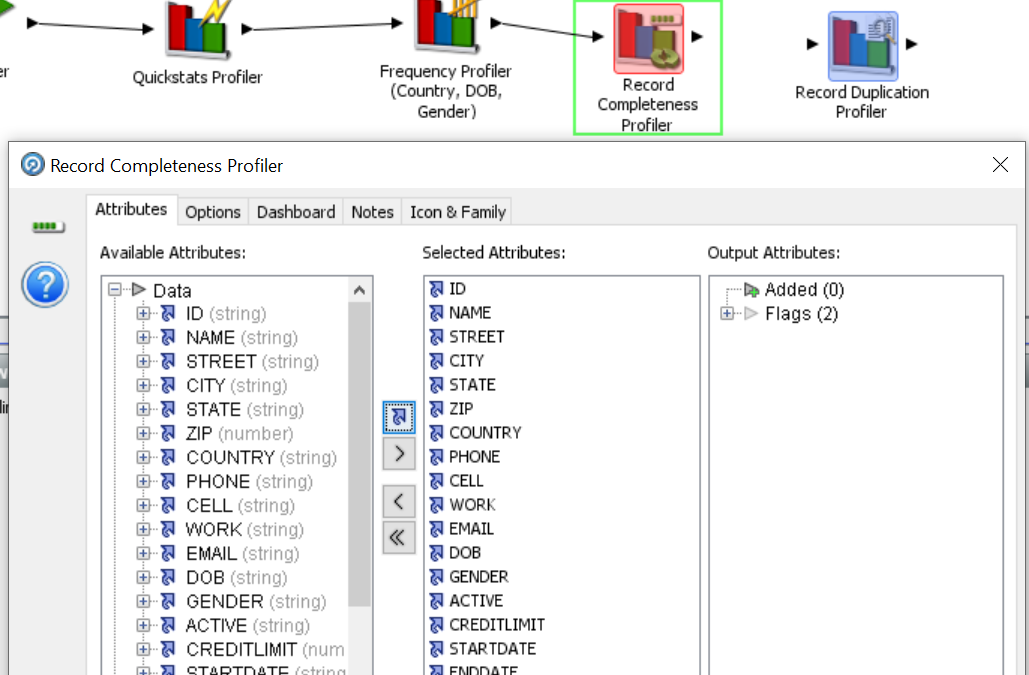 er
Quickstats Profiler
Frequency Profiler
(Country, DOB,
Gender)
Record
Completeness
Profiler
Record Duplication
Profiler
Record Completeness Profiler
Attributes
Options
Dashboard
Notes
Icon & Family
Available Attributes:
Data
ID (string)
NAME (string)
STREET (string)
CITY (string)
STATE (string)
ZIP (number)
COUNTRY (string)
PHONE (string)
CELL (string)
WORK (string)
EMAIL (string)
DOB (string)
GENDER (string)
ACTIVE (string)
CREDITLIMIT (num
STARTDATE (string
Selected Attributes:
ID
NAME
STREET
CITY
STATE
ZIP
COUNTRY
PHONE
CELL
WORK
EMAIL
DOB
GENDER
ACTIVE
CREDITLIMIT
STARTDATE
ENDDATE
Output Attributes:
Added (0)
Flags (2)